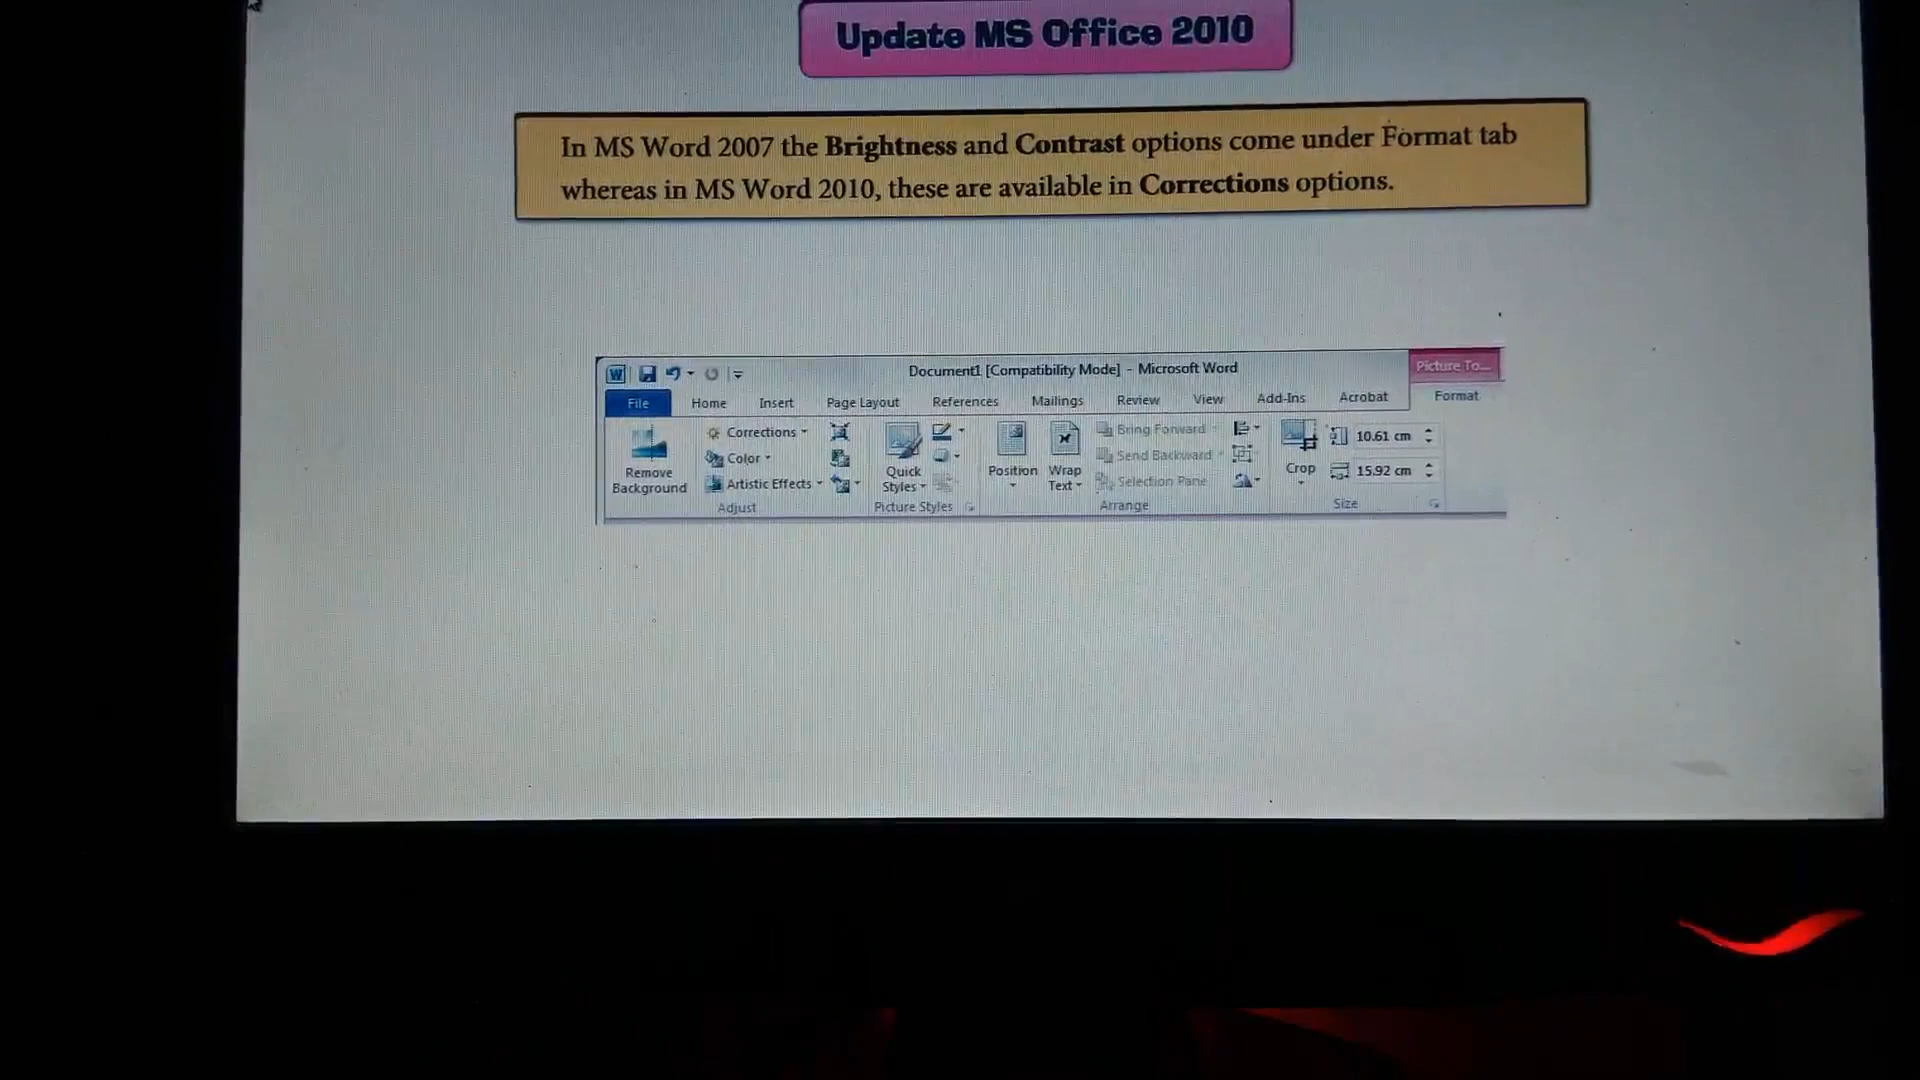 Update MS Office 2010
In MS Word 2007 the Brightness and Contrast options come under Format tab
whereas in MS Word 2010, these are available in Corrections options.
W
Document1 [Compatibility Mode] - Microsoft Word
Picture To...
File Home Insert Page Layout References Mailings Review View Add-Ins Acrobat Format
Remove
Background
Corrections
Color
Artistic Effects
Adjust
Quick
Styles
Picture Styles
Position
Wrap
Text
Bring Forward
Send Backward
Selection Pane
Arrange
Crop
10.61 cm
15.92 cm
Size